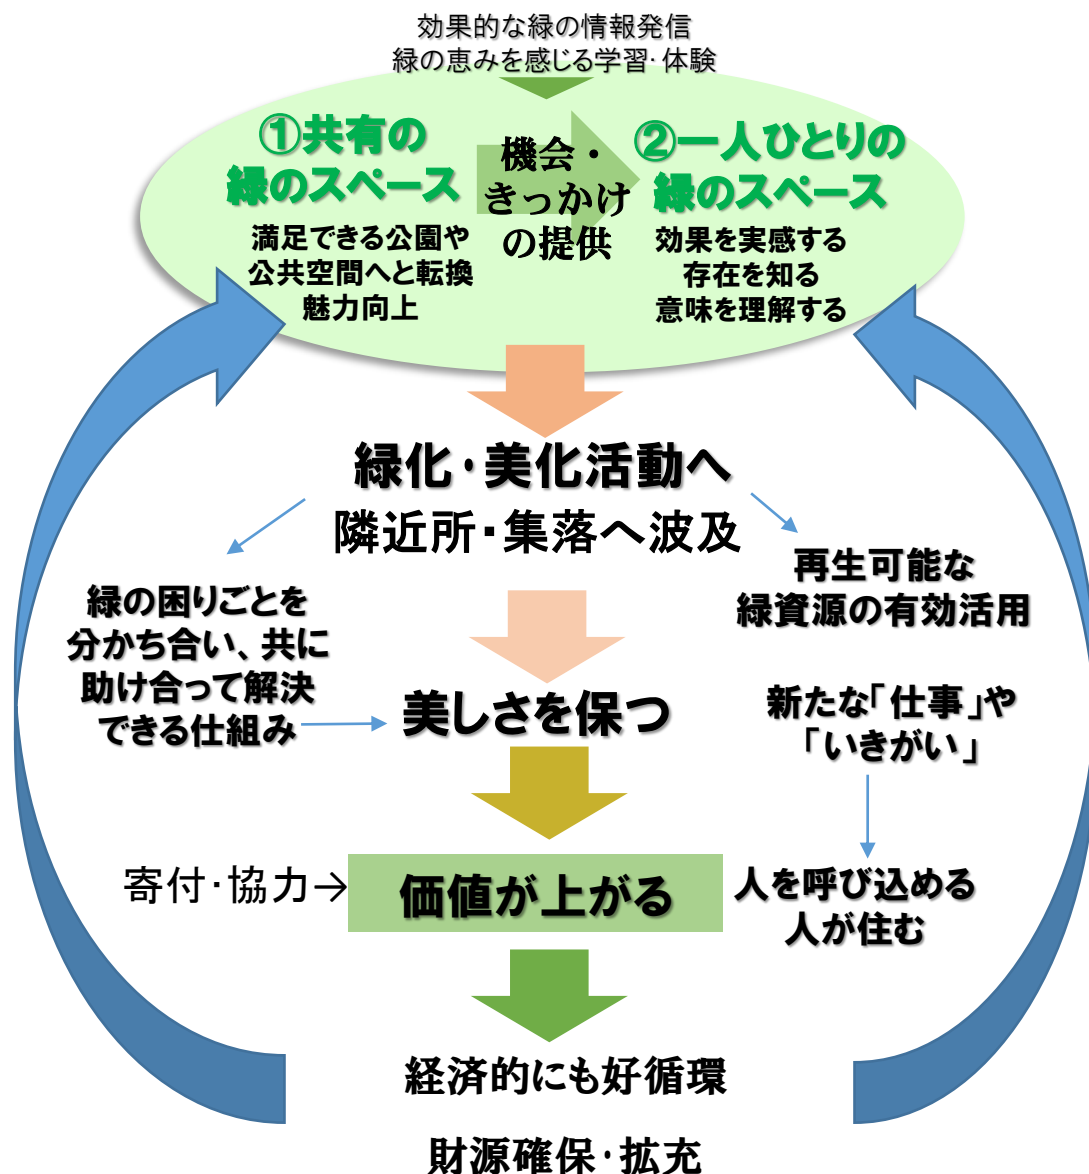 効果的な緑の情報発信
緑の恵みを感じる学習・体験
①共有の
緑のスペース
満足できる公園や
公共空間へと転換
魅力向上
機会・
きっかけ
の提供
②一人ひとりの
緑のスペース
効果を実感する
存在を知る
意味を理解する
緑化・美化活動へ
隣近所・集落へ波及
緑の困りごとを
分かち合い、共に
助け合って解決
できる仕組み
再生可能な
緑資源の有効活用
美しさを保つ
新たな「仕事」や
「いきがい」
寄付・協力→
価値が上がる
人を呼び込める
人が住む
経済的にも好循環
財源確保・拡充